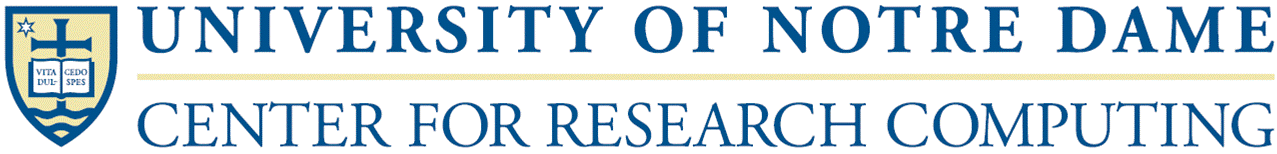 VITA CEDO
DUL- SPES
UNIVERSITY OF NOTRE DAME
CENTER FOR RESEARCH COMPUTING